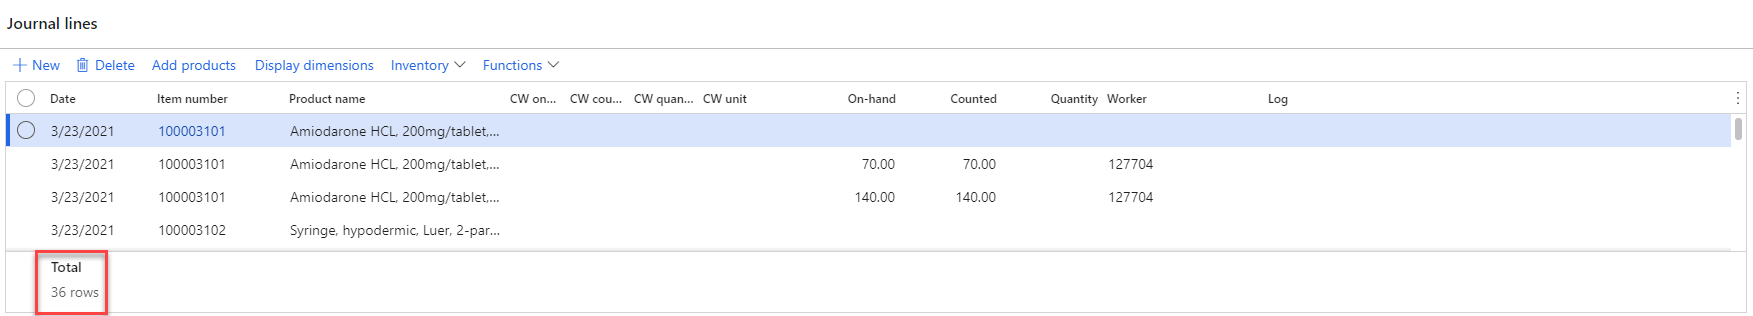 Journal lines
New Delete Add products Display dimensions Inventory Functions
Date Item number Product name CW on... CW cou... CW quan... CW unit On-hand Counted Quantity Worker Log
3/23/2021 100003101 Amiodarone HCL, 200mg/tablet,...
3/23/2021 100003101 Amiodarone HCL, 200mg/tablet,... 70.00 70.00 127704
3/23/2021 100003101 Amiodarone HCL, 200mg/tablet,... 140.00 140.00 127704
3/23/2021 100003102 Syringe, hypodermic, Luer, 2-par...
Total
36 rows